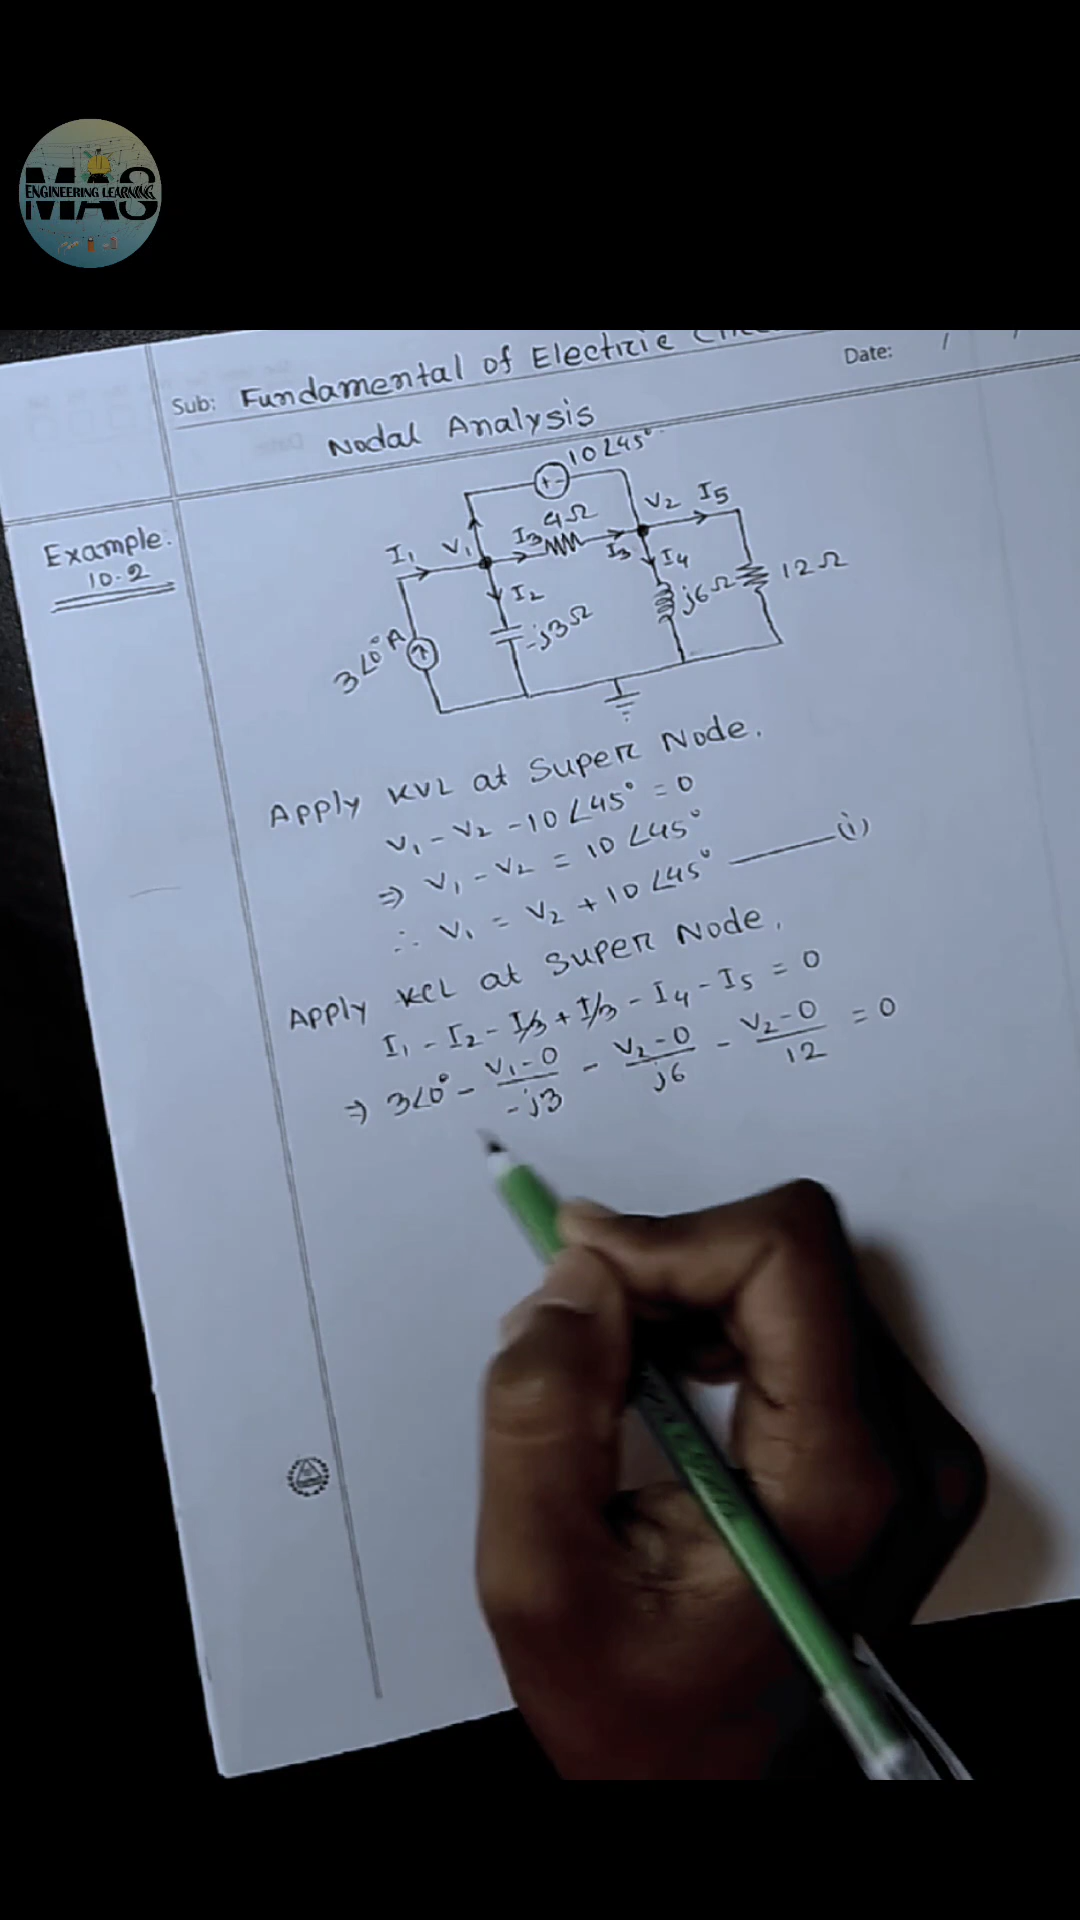 MAS
ENGINEERING LEARNING
Sub: Fundamental of Electric
Date: / /
Nodal Analysis
Example:
10.2
10∠45°
I₁ V₁ I₃ 4Ω I₃ V₂ I₅
I₂ I₄
3∠0° A -j3Ω j6Ω 12Ω
+ -
Apply KVL at Super Node.
V₁ - V₂ - 10∠45° = 0
⇒ V₁ - V₂ = 10∠45°
∴ V₁ = V₂ + 10∠45° —— (i)
Apply KCL at Super Node.
I₁ - I₂ - I₃ + I₃ - I₄ - I₅ = 0
⇒ 3∠0° - (V₁-0)/(-j3) - (V₂-0)/(j6) - (V₂-0)/12 = 0